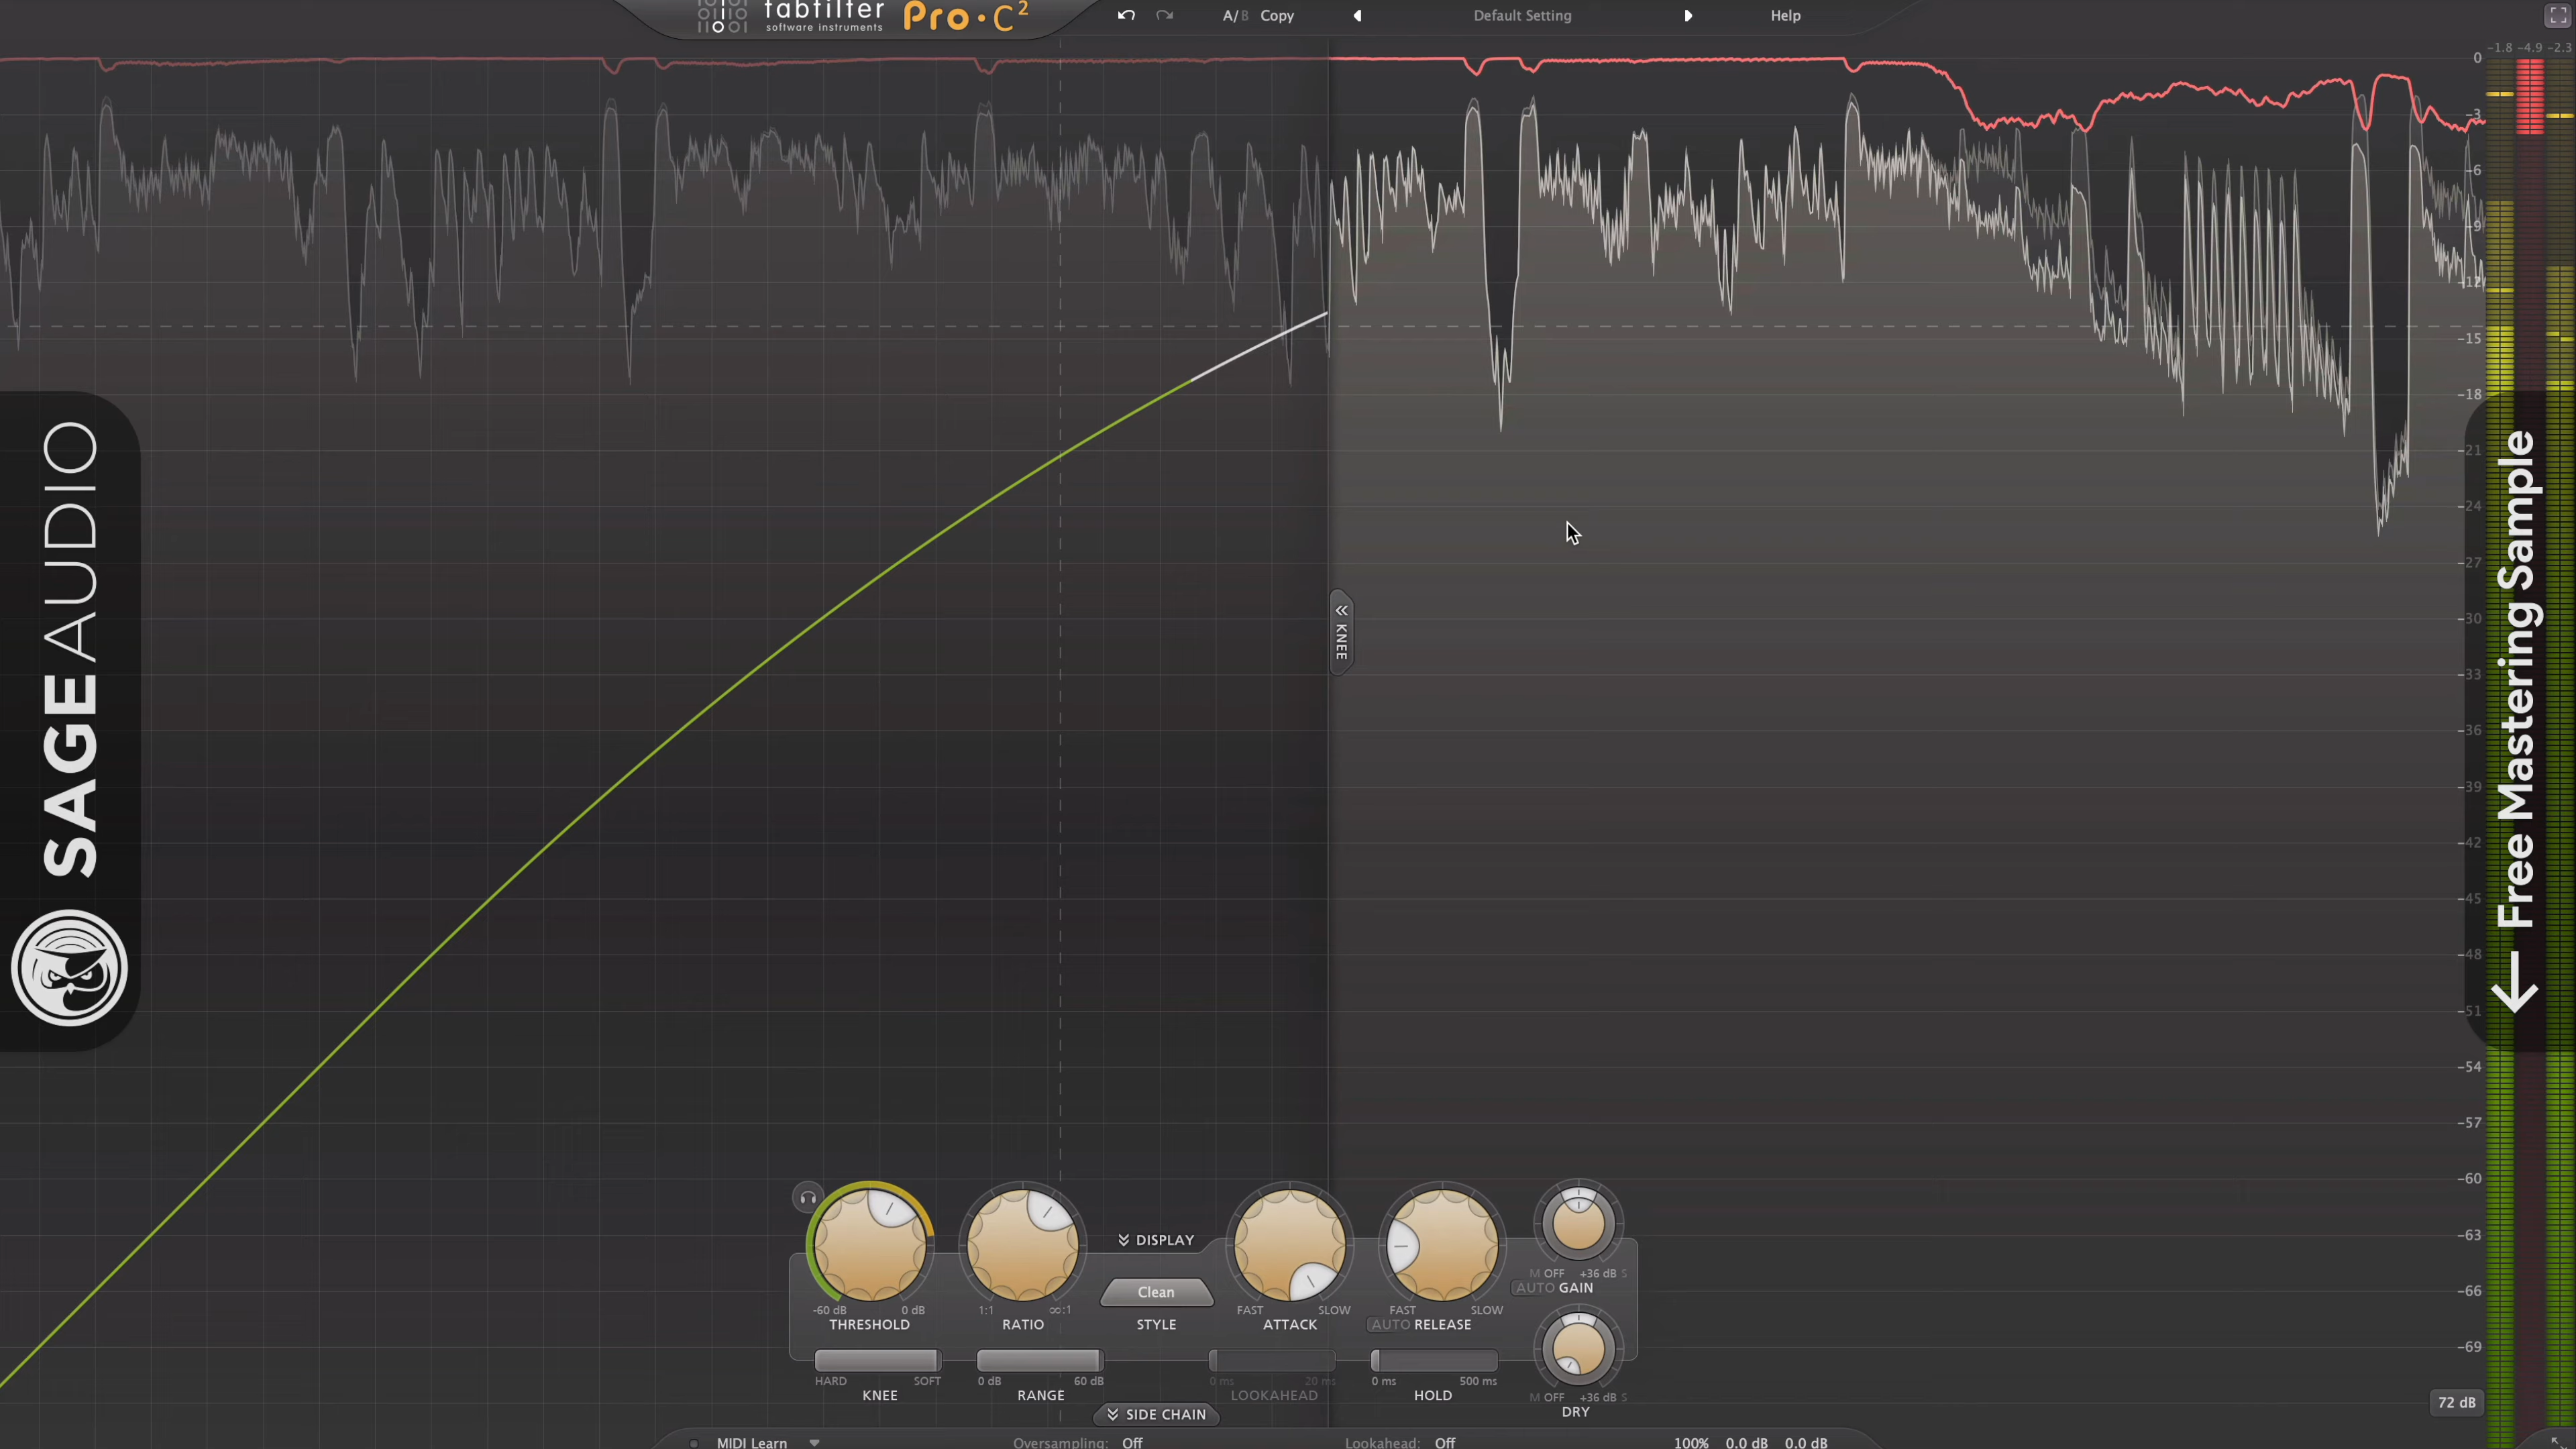 fabfilter
software instruments
Pro·C²
A/B Copy
Default Setting
Help
-1.8 -4.9 -2.3
0
-3
-6
-9
-12
-15
-18
-21
-24
-27
-30
-33
-36
-39
-42
-45
-48
-51
-54
-57
-60
-63
-66
-69
72 dB
SAGE AUDIO
Free Mastering Sample
KNEE
DISPLAY
Clean
STYLE
-60 dB 0 dB
THRESHOLD
1:1 ∞:1
RATIO
FAST SLOW
ATTACK
FAST SLOW
AUTO RELEASE
M OFF +36 dB S
AUTO GAIN
HARD SOFT
KNEE
0 dB 60 dB
RANGE
0 ms 20 ms
LOOKAHEAD
0 ms 500 ms
HOLD
M OFF +36 dB S
DRY
SIDE CHAIN
MIDI Learn
Oversampling: Off
Lookahead: Off
100% 0.0 dB 0.0 dB